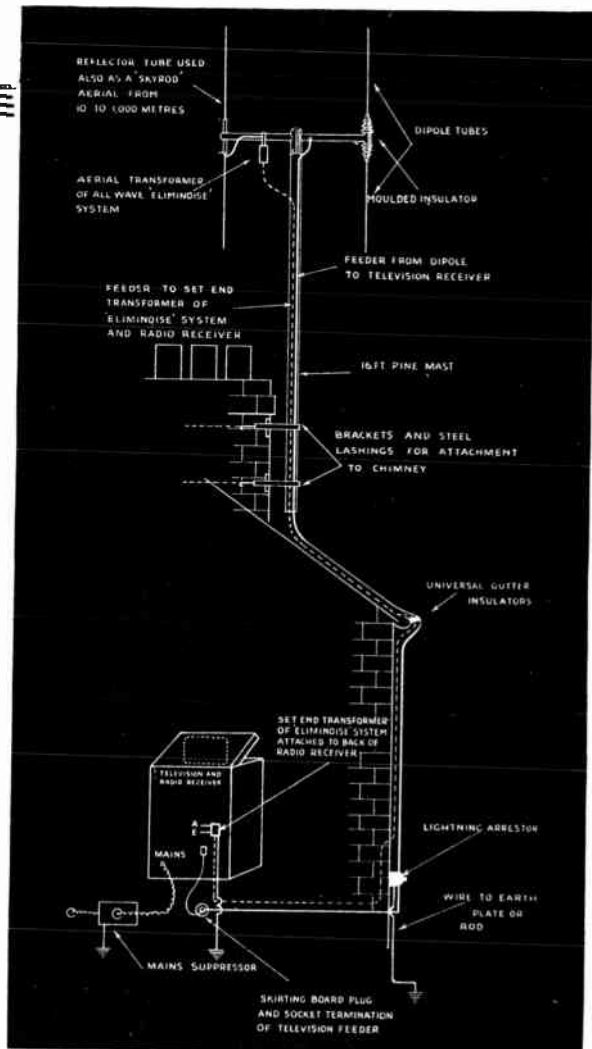 REFLECTOR TUBE USED
ALSO AS A 'SKYROD'
AERIAL FROM
10 TO 1,000 METRES
DIPOLE TUBES
AERIAL TRANSFORMER
OF ALL WAVE 'ELIMINOISE'
SYSTEM
MOULDED INSULATOR
FEEDER FROM DIPOLE
TO TELEVISION RECEIVER
FEEDER TO SET END
TRANSFORMER OF
'ELIMINOISE' SYSTEM
AND RADIO RECEIVER
16FT PINE MAST
BRACKETS AND STEEL
LASHINGS FOR ATTACHMENT
TO CHIMNEY
UNIVERSAL GUTTER
INSULATORS
SET END TRANSFORMER
OF 'ELIMINOISE' SYSTEM
ATTACHED TO BACK OF
RADIO RECEIVER
TELEVISION AND
RADIO RECEIVER
A
E
MAINS
LIGHTNING ARRESTOR
WIRE TO EARTH
PLATE OR
ROD
MAINS SUPPRESSOR
SKIRTING BOARD PLUG
AND SOCKET TERMINATION
OF TELEVISION FEEDER